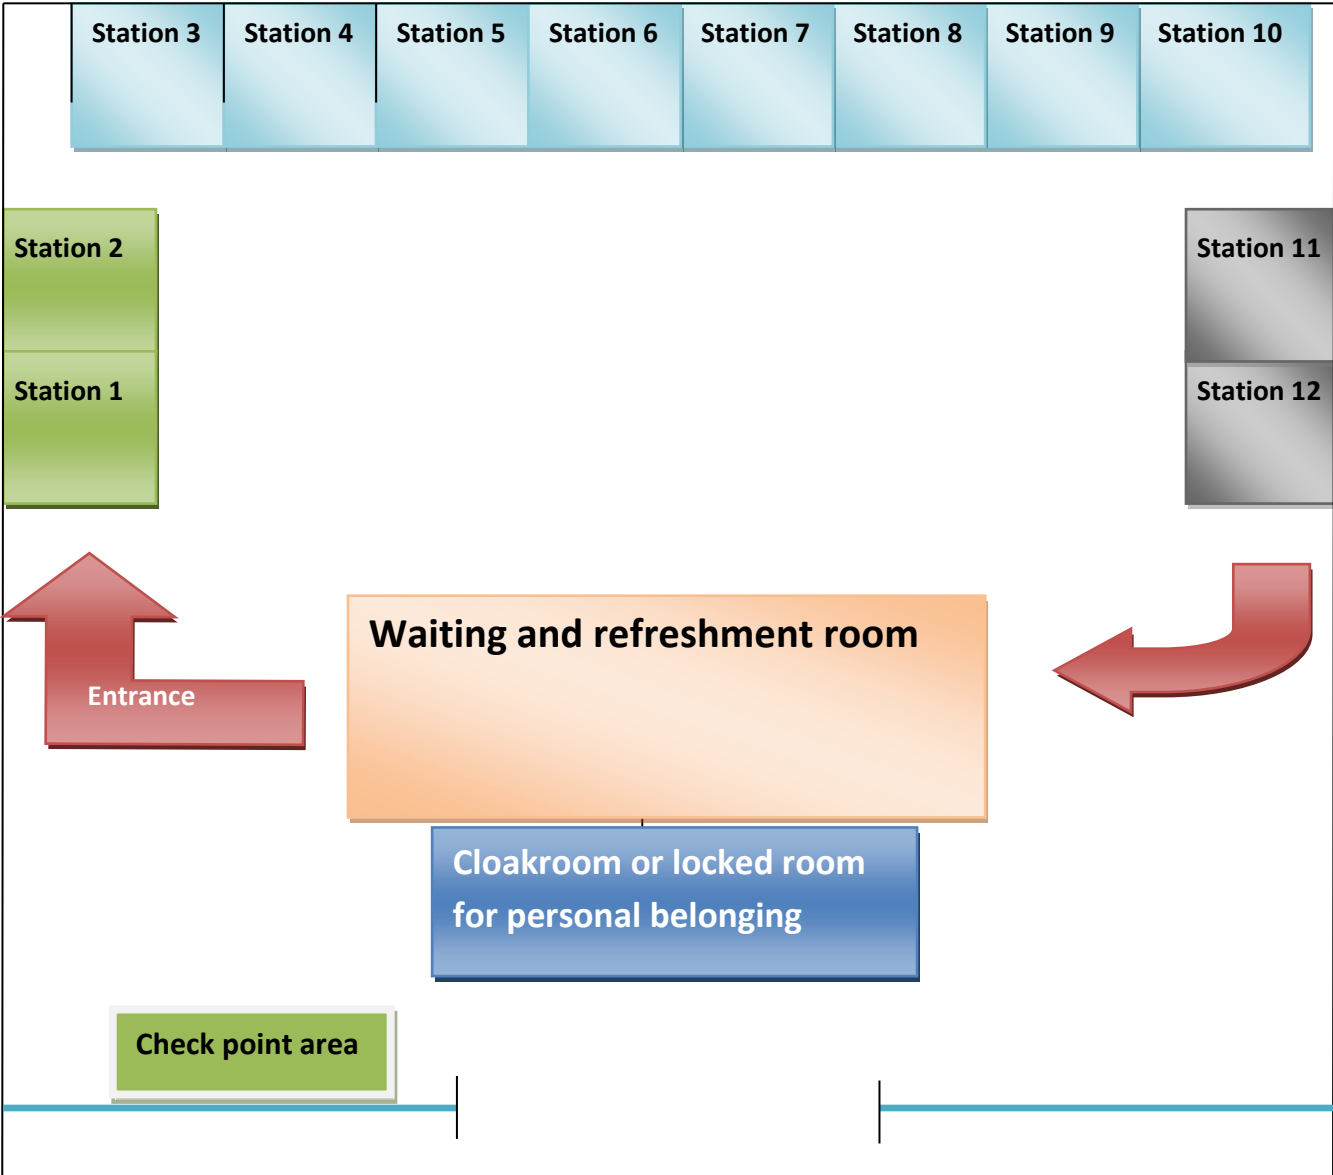 Station 3
Station 4
Station 5
Station 6
Station 7
Station 8
Station 9
Station 10
Station 2
Station 11
Station 1
Station 12
Waiting and refreshment room
Entrance
Cloakroom or locked room
for personal belonging
Check point area